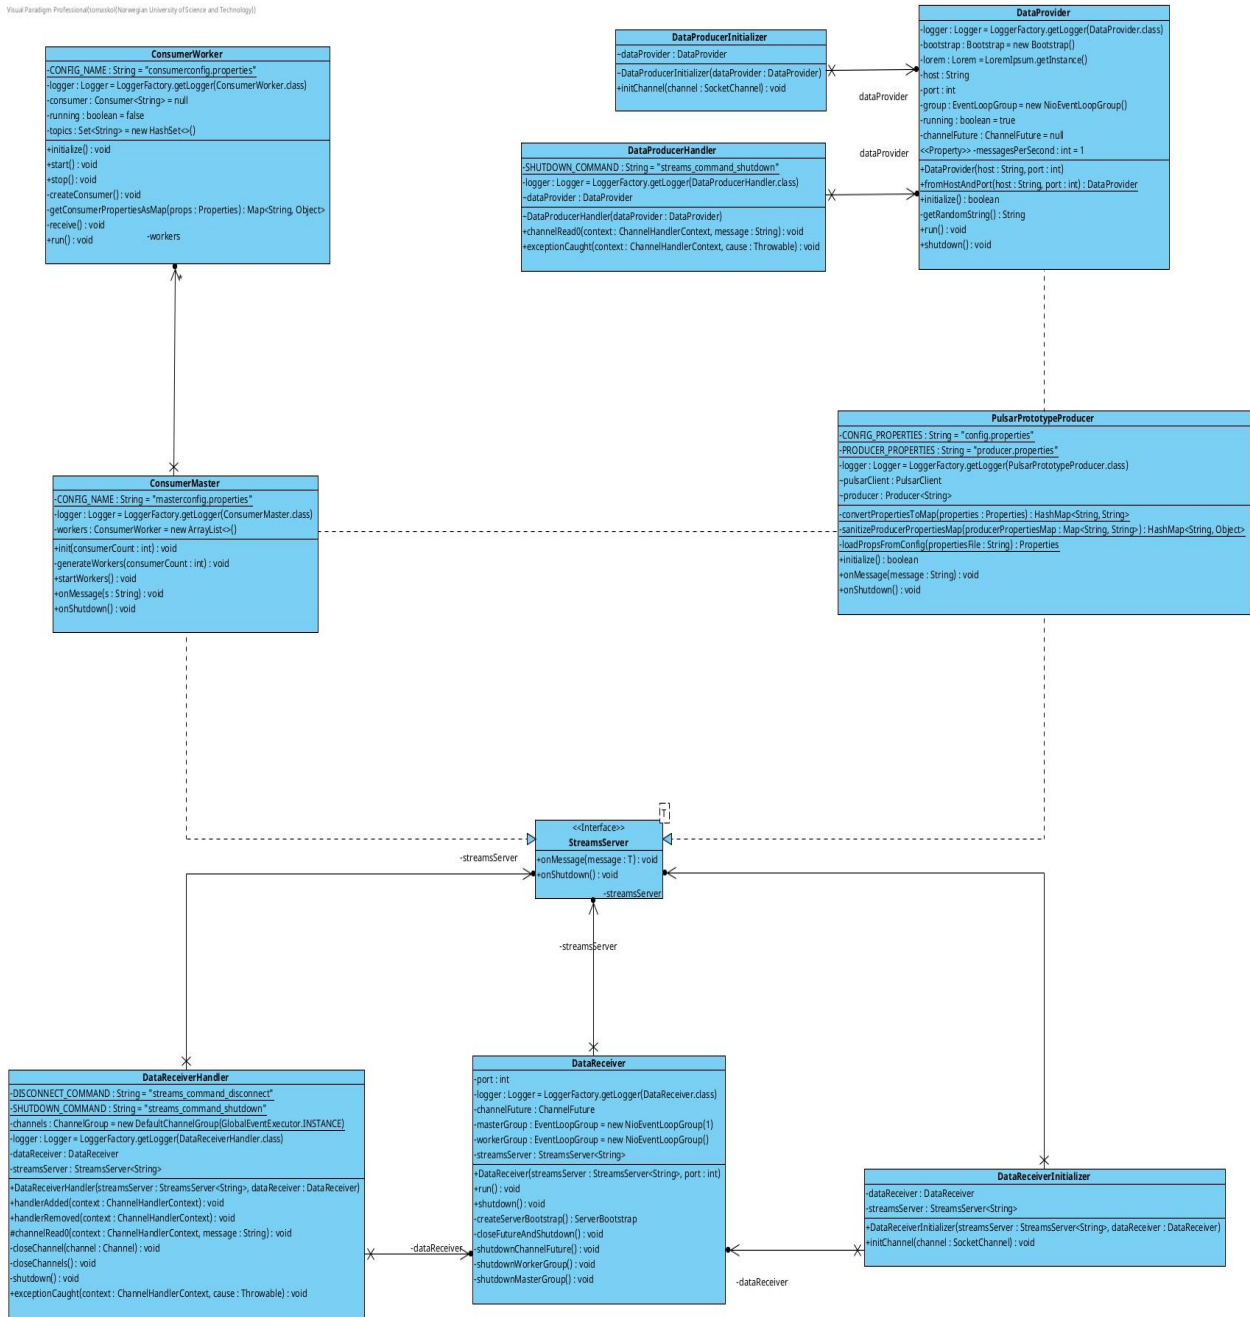 Visual Paradigm Professional(tomasko(Norwegian University of Science and Technology))
ConsumerWorker
-CONFIG_NAME : String = "consumerconfig.properties"
-logger : Logger = LoggerFactory.getLogger(ConsumerWorker.class)
-consumer : Consumer<String> = null
-running : boolean = false
-topics : Set<String> = new HashSet<>()
+initialize() : void
+start() : void
+stop() : void
-createConsumer() : void
-getConsumerPropertiesAsMap(props : Properties) : Map<String, Object>
-receive() : void
+run() : void
-workers
*
DataProducerInitializer
~dataProvider : DataProvider
~DataProducerInitializer(dataProvider : DataProvider)
+initChannel(channel : SocketChannel) : void
dataProvider
DataProducerHandler
-SHUTDOWN_COMMAND : String = "streams_command_shutdown"
-logger : Logger = LoggerFactory.getLogger(DataProducerHandler.class)
~dataProvider : DataProvider
~DataProducerHandler(dataProvider : DataProvider)
+channelRead0(context : ChannelHandlerContext, message : String) : void
+exceptionCaught(context : ChannelHandlerContext, cause : Throwable) : void
dataProvider
DataProvider
-logger : Logger = LoggerFactory.getLogger(DataProvider.class)
-bootstrap : Bootstrap = new Bootstrap()
-lorem : Lorem = LoremIpsum.getInstance()
-host : String
-port : int
-group : EventLoopGroup = new NioEventLoopGroup()
-running : boolean = true
-channelFuture : ChannelFuture = null
<<Property>> -messagesPerSecond : int = 1
+DataProvider(host : String, port : int)
+fromHostAndPort(host : String, port : int) : DataProvider
+initialize() : boolean
-getRandomString() : String
+run() : void
+shutdown() : void
PulsarPrototypeProducer
-CONFIG_PROPERTIES : String = "config.properties"
-PRODUCER_PROPERTIES : String = "producer.properties"
-logger : Logger = LoggerFactory.getLogger(PulsarPrototypeProducer.class)
~pulsarClient : PulsarClient
~producer : Producer<String>
-convertPropertiesToMap(properties : Properties) : HashMap<String, String>
-sanitizeProducerPropertiesMap(producerPropertiesMap : Map<String, String>) : HashMap<String, Object>
-loadPropsFromConfig(propertiesFile : String) : Properties
+initialize() : boolean
+onMessage(message : String) : void
+onShutdown() : void
ConsumerMaster
-CONFIG_NAME : String = "masterconfig.properties"
-logger : Logger = LoggerFactory.getLogger(ConsumerMaster.class)
-workers : ConsumerWorker = new ArrayList<>()
+init(consumerCount : int) : void
-generateWorkers(consumerCount : int) : void
+startWorkers() : void
+onMessage(s : String) : void
+onShutdown() : void
T
<<Interface>>
StreamsServer
+onMessage(message : T) : void
+onShutdown() : void
-streamsServer
-streamsServer
-streamsServer
DataReceiverHandler
-DISCONNECT_COMMAND : String = "streams_command_disconnect"
-SHUTDOWN_COMMAND : String = "streams_command_shutdown"
-channels : ChannelGroup = new DefaultChannelGroup(GlobalEventExecutor.INSTANCE)
-logger : Logger = LoggerFactory.getLogger(DataReceiverHandler.class)
-dataReceiver : DataReceiver
-streamsServer : StreamsServer<String>
+DataReceiverHandler(streamsServer : StreamsServer<String>, dataReceiver : DataReceiver)
+handlerAdded(context : ChannelHandlerContext) : void
+handlerRemoved(context : ChannelHandlerContext) : void
#channelRead0(context : ChannelHandlerContext, message : String) : void
-closeChannel(channel : Channel) : void
-closeChannels() : void
-shutdown() : void
+exceptionCaught(context : ChannelHandlerContext, cause : Throwable) : void
-dataReceiver
DataReceiver
-port : int
-logger : Logger = LoggerFactory.getLogger(DataReceiver.class)
-channelFuture : ChannelFuture
-masterGroup : EventLoopGroup = new NioEventLoopGroup(1)
-workerGroup : EventLoopGroup = new NioEventLoopGroup()
-streamsServer : StreamsServer<String>
+DataReceiver(streamsServer : StreamsServer<String>, port : int)
+run() : void
+shutdown() : void
-createServerBootstrap() : ServerBootstrap
-closeFutureAndShutdown() : void
-shutdownChannelFuture() : void
-shutdownWorkerGroup() : void
-shutdownMasterGroup() : void
-dataReceiver
DataReceiverInitializer
-dataReceiver : DataReceiver
-streamsServer : StreamsServer<String>
+DataReceiverInitializer(streamsServer : StreamsServer<String>, dataReceiver : DataReceiver)
+initChannel(channel : SocketChannel) : void